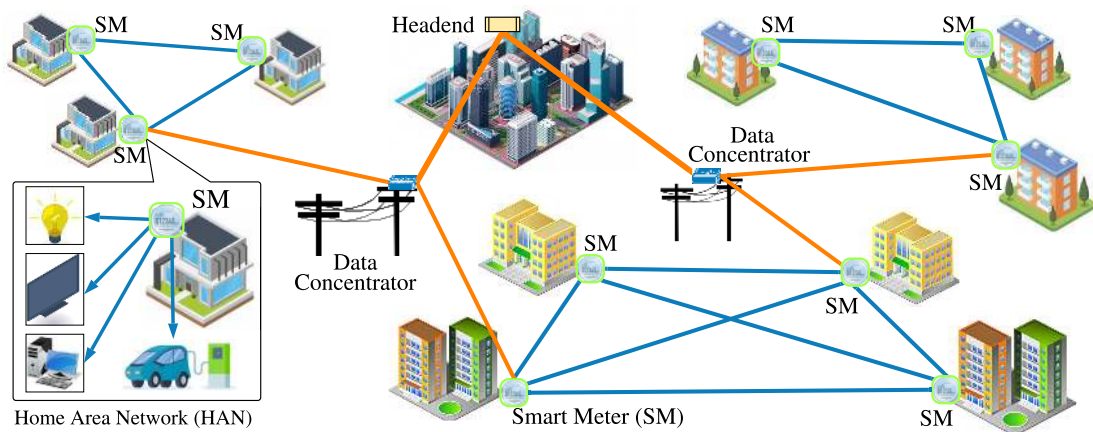 SM
SM
Headend
SM
SM
SM
Data
Concentrator
SM
SM
Data
Concentrator
SM
SM
Home Area Network (HAN)
Smart Meter (SM)
SM